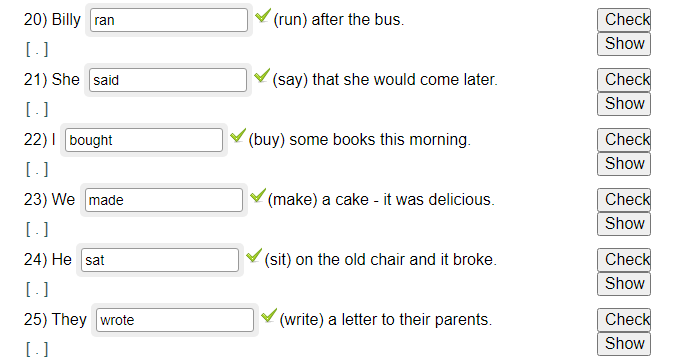 20) Billy ran (run) after the bus. Check
[ . ] Show
21) She said (say) that she would come later. Check
[ . ] Show
22) I bought (buy) some books this morning. Check
[ . ] Show
23) We made (make) a cake - it was delicious. Check
[ . ] Show
24) He sat (sit) on the old chair and it broke. Check
[ . ] Show
25) They wrote (write) a letter to their parents. Check
[ . ] Show